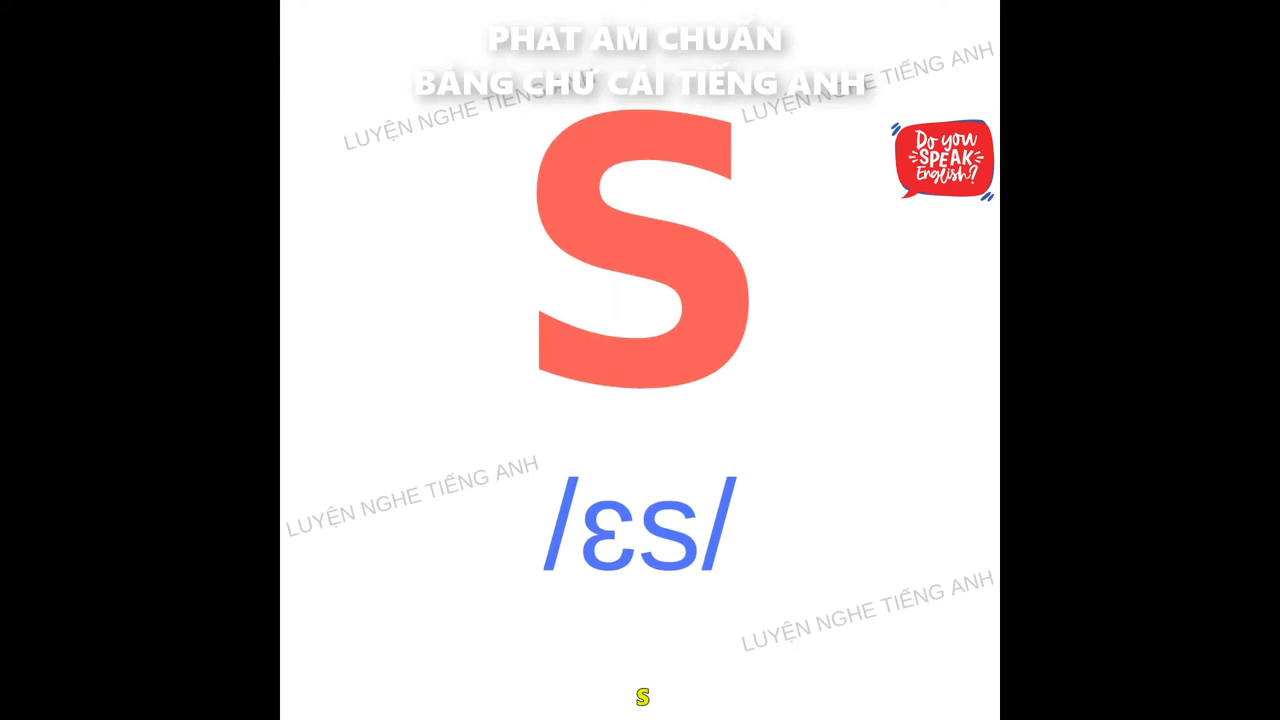 PHÁT ÂM CHUẨN
BẢNG CHỮ CÁI TIẾNG ANH
LUYỆN NGHE TIẾNG ANH
LUYỆN NGHE TIẾNG ANH
Do you
SPEAK
English?
S
LUYỆN NGHE TIẾNG ANH
/ɛs/
LUYỆN NGHE TIẾNG ANH
S